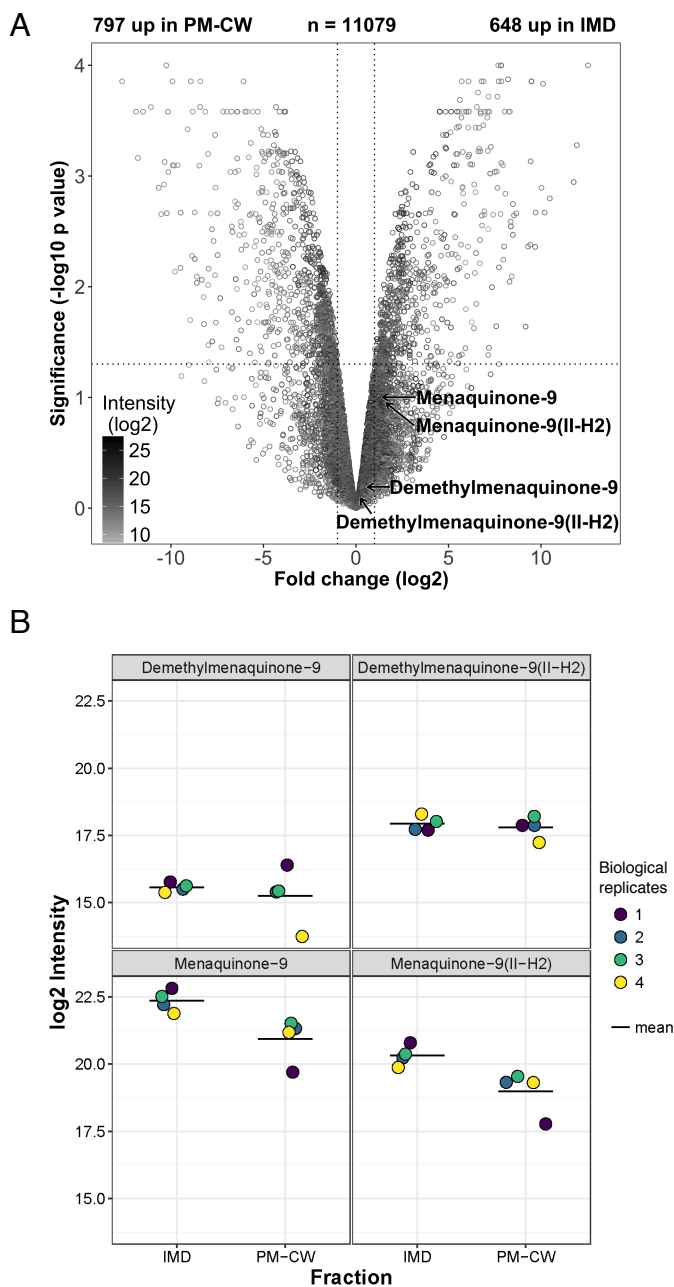 A
797 up in PM-CW n = 11079 648 up in IMD
Significance (-log10 p value)
4
3
2
1
0
Menaquinone-9
Menaquinone-9(II-H2)
Demethylmenaquinone-9
Demethylmenaquinone-9(II-H2)
Intensity
(log2)
25
20
15
10
-10 -5 0 5 10
Fold change (log2)
B
Demethylmenaquinone−9 Demethylmenaquinone−9(II−H2)
22.5
20.0
17.5
15.0
log2 Intensity
Menaquinone−9 Menaquinone−9(II−H2)
22.5
20.0
17.5
15.0
IMD PM−CW IMD PM−CW
Fraction
Biological
replicates
1
2
3
4
mean